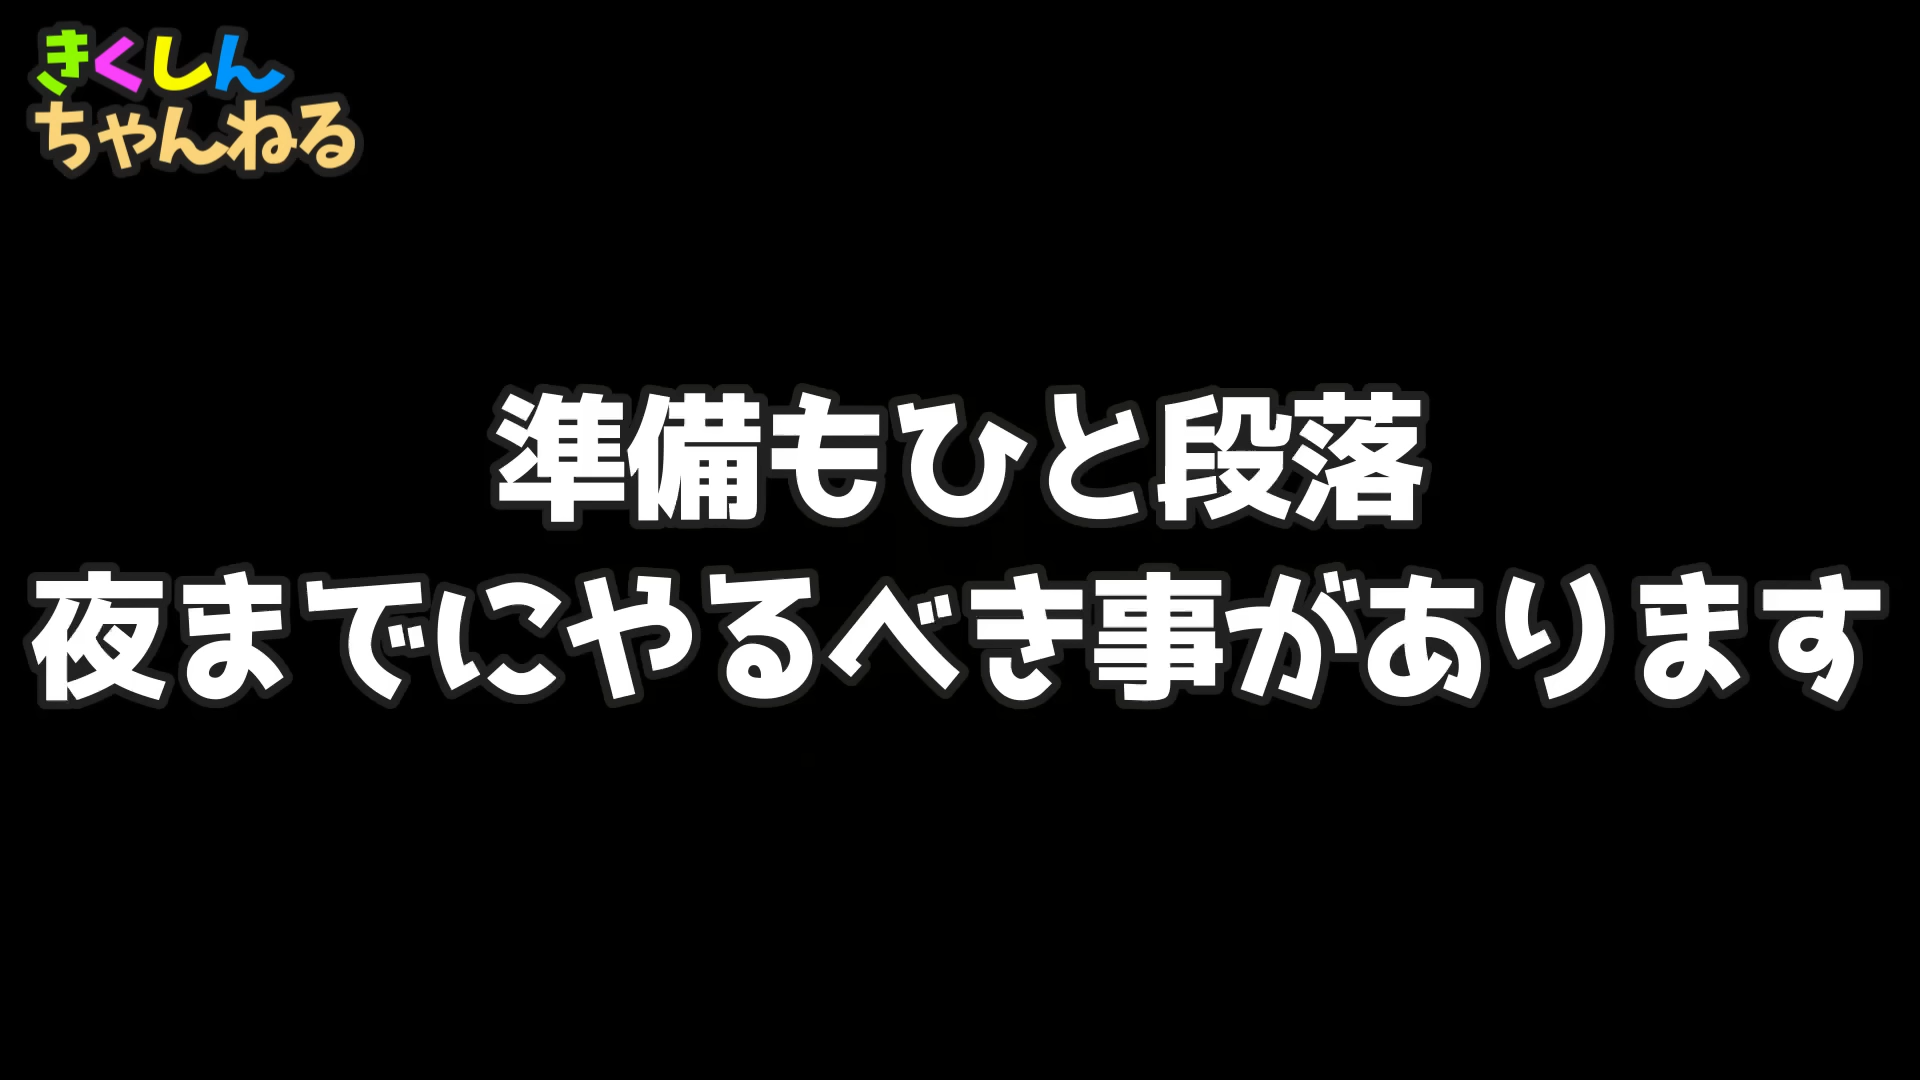 きくしん
ちゃんねる
準備もひと段落
夜までにやるべき事があります